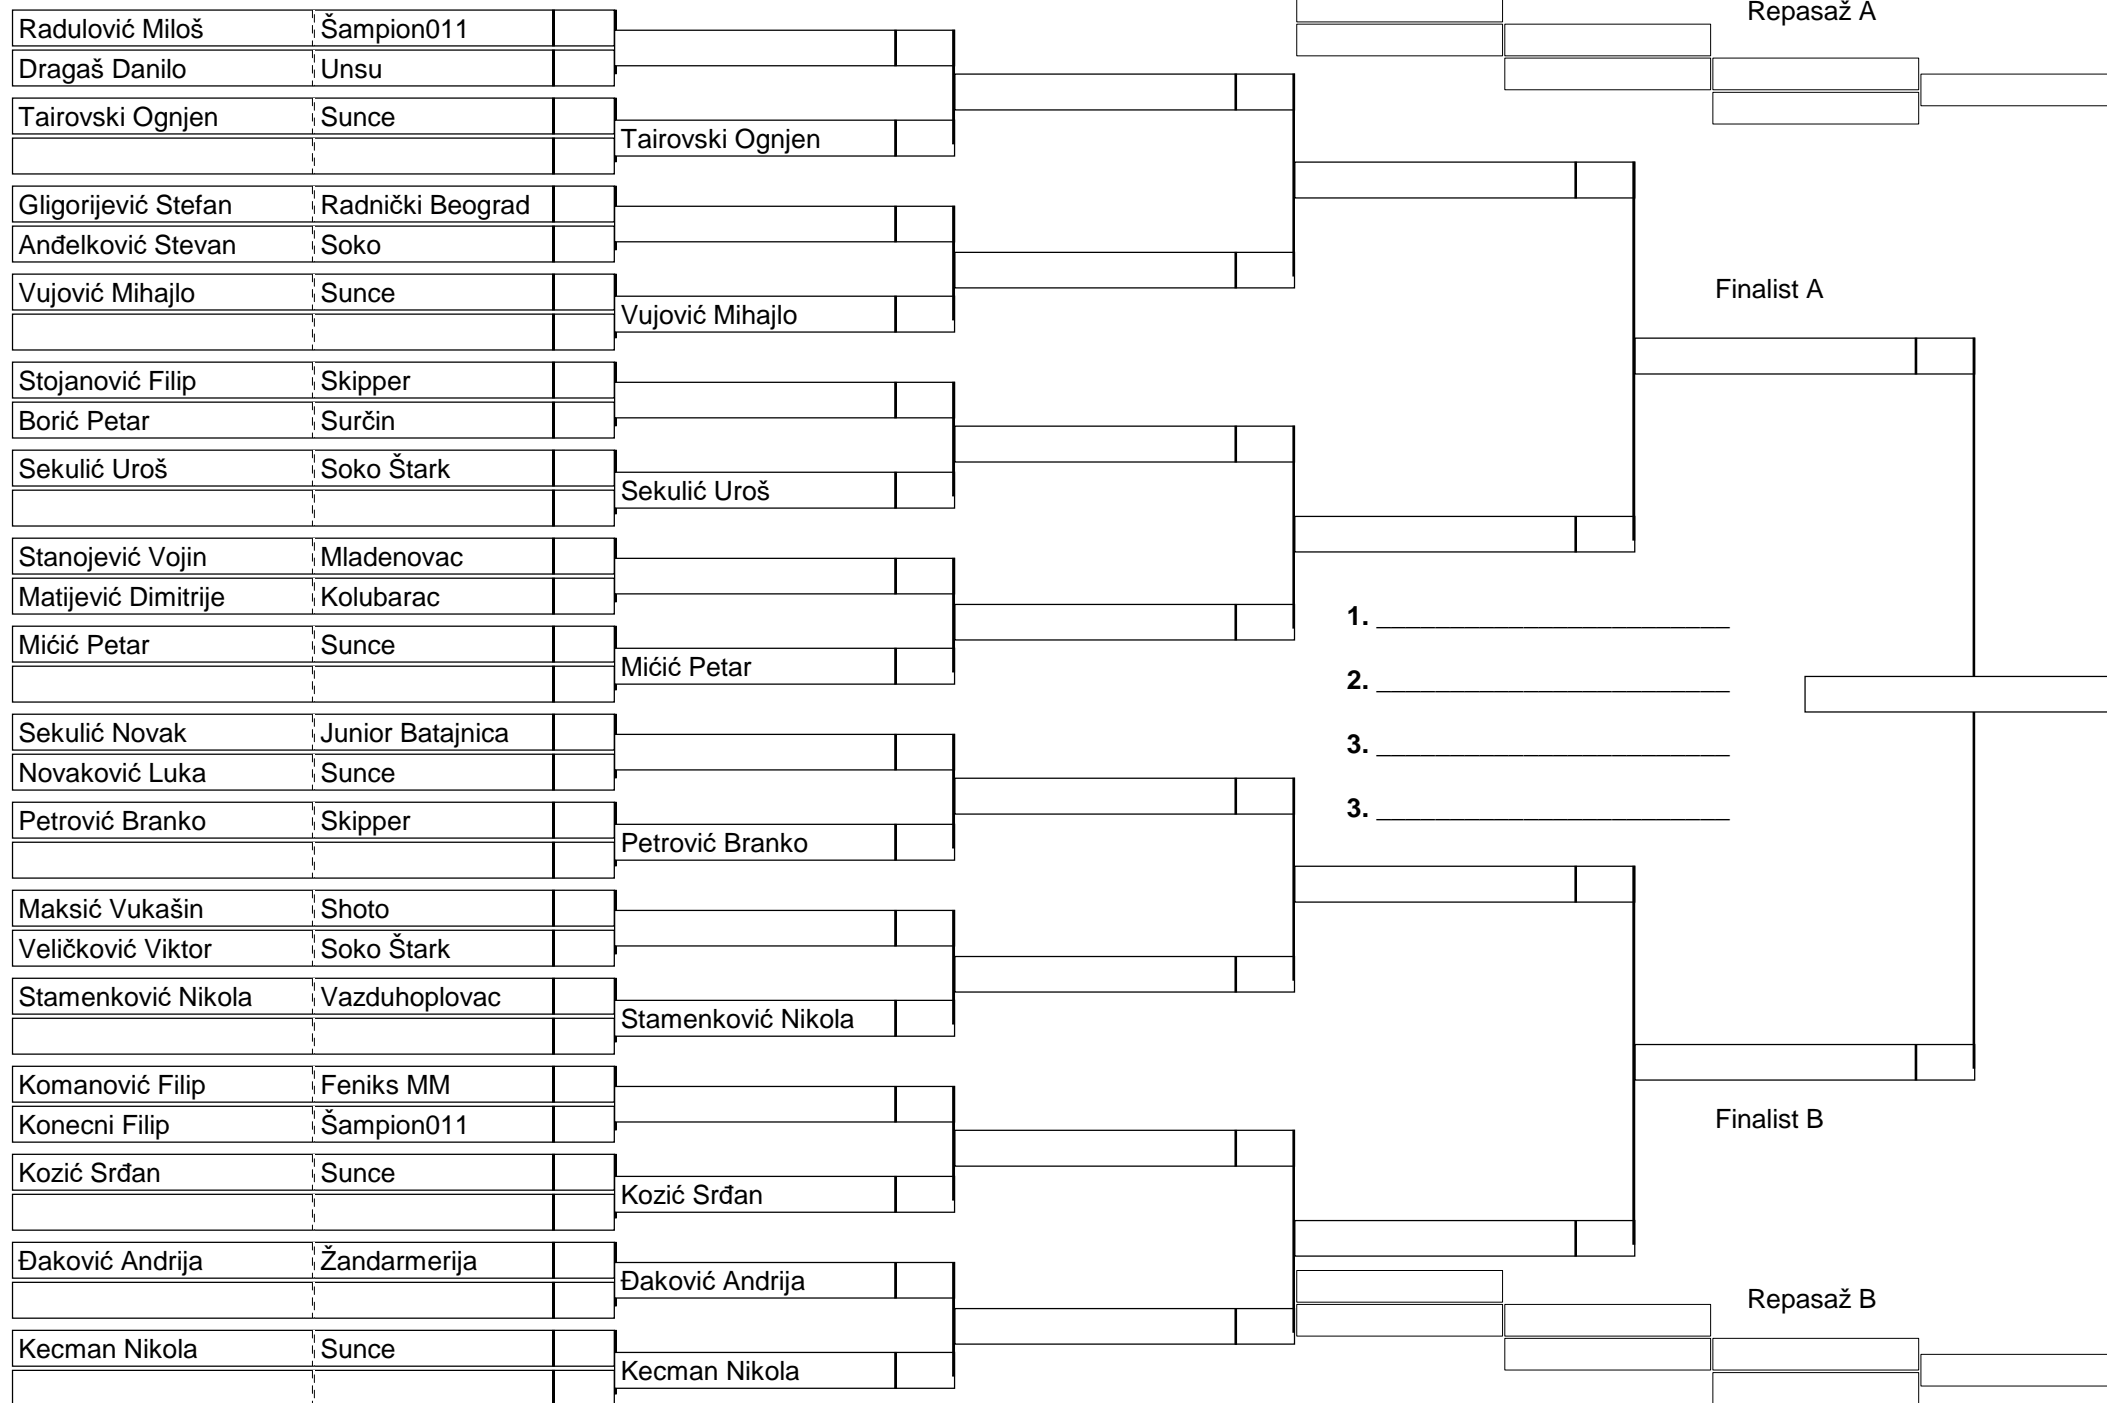 Repasaž A
Radulović Miloš Šampion011
Dragaš Danilo Unsu
Tairovski Ognjen Sunce
Tairovski Ognjen
Gligorijević Stefan Radnički Beograd
Anđelković Stevan Soko
Vujović Mihajlo Sunce
Finalist A
Vujović Mihajlo
Stojanović Filip Skipper
Borić Petar Surčin
Sekulić Uroš Soko Štark
Sekulić Uroš
Stanojević Vojin Mladenovac
Matijević Dimitrije Kolubarac
1. ________________________
Mićić Petar Sunce
Mićić Petar
2. ________________________
Sekulić Novak Junior Batajnica
3. ________________________
Novaković Luka Sunce
3. ________________________
Petrović Branko Skipper
Petrović Branko
Maksić Vukašin Shoto
Veličković Viktor Soko Štark
Stamenković Nikola Vazduhoplovac
Stamenković Nikola
Komanović Filip Feniks MM
Konecni Filip Šampion011
Finalist B
Kozić Srđan Sunce
Kozić Srđan
Đaković Andrija Žandarmerija
Đaković Andrija
Repasaž B
Kecman Nikola Sunce
Kecman Nikola